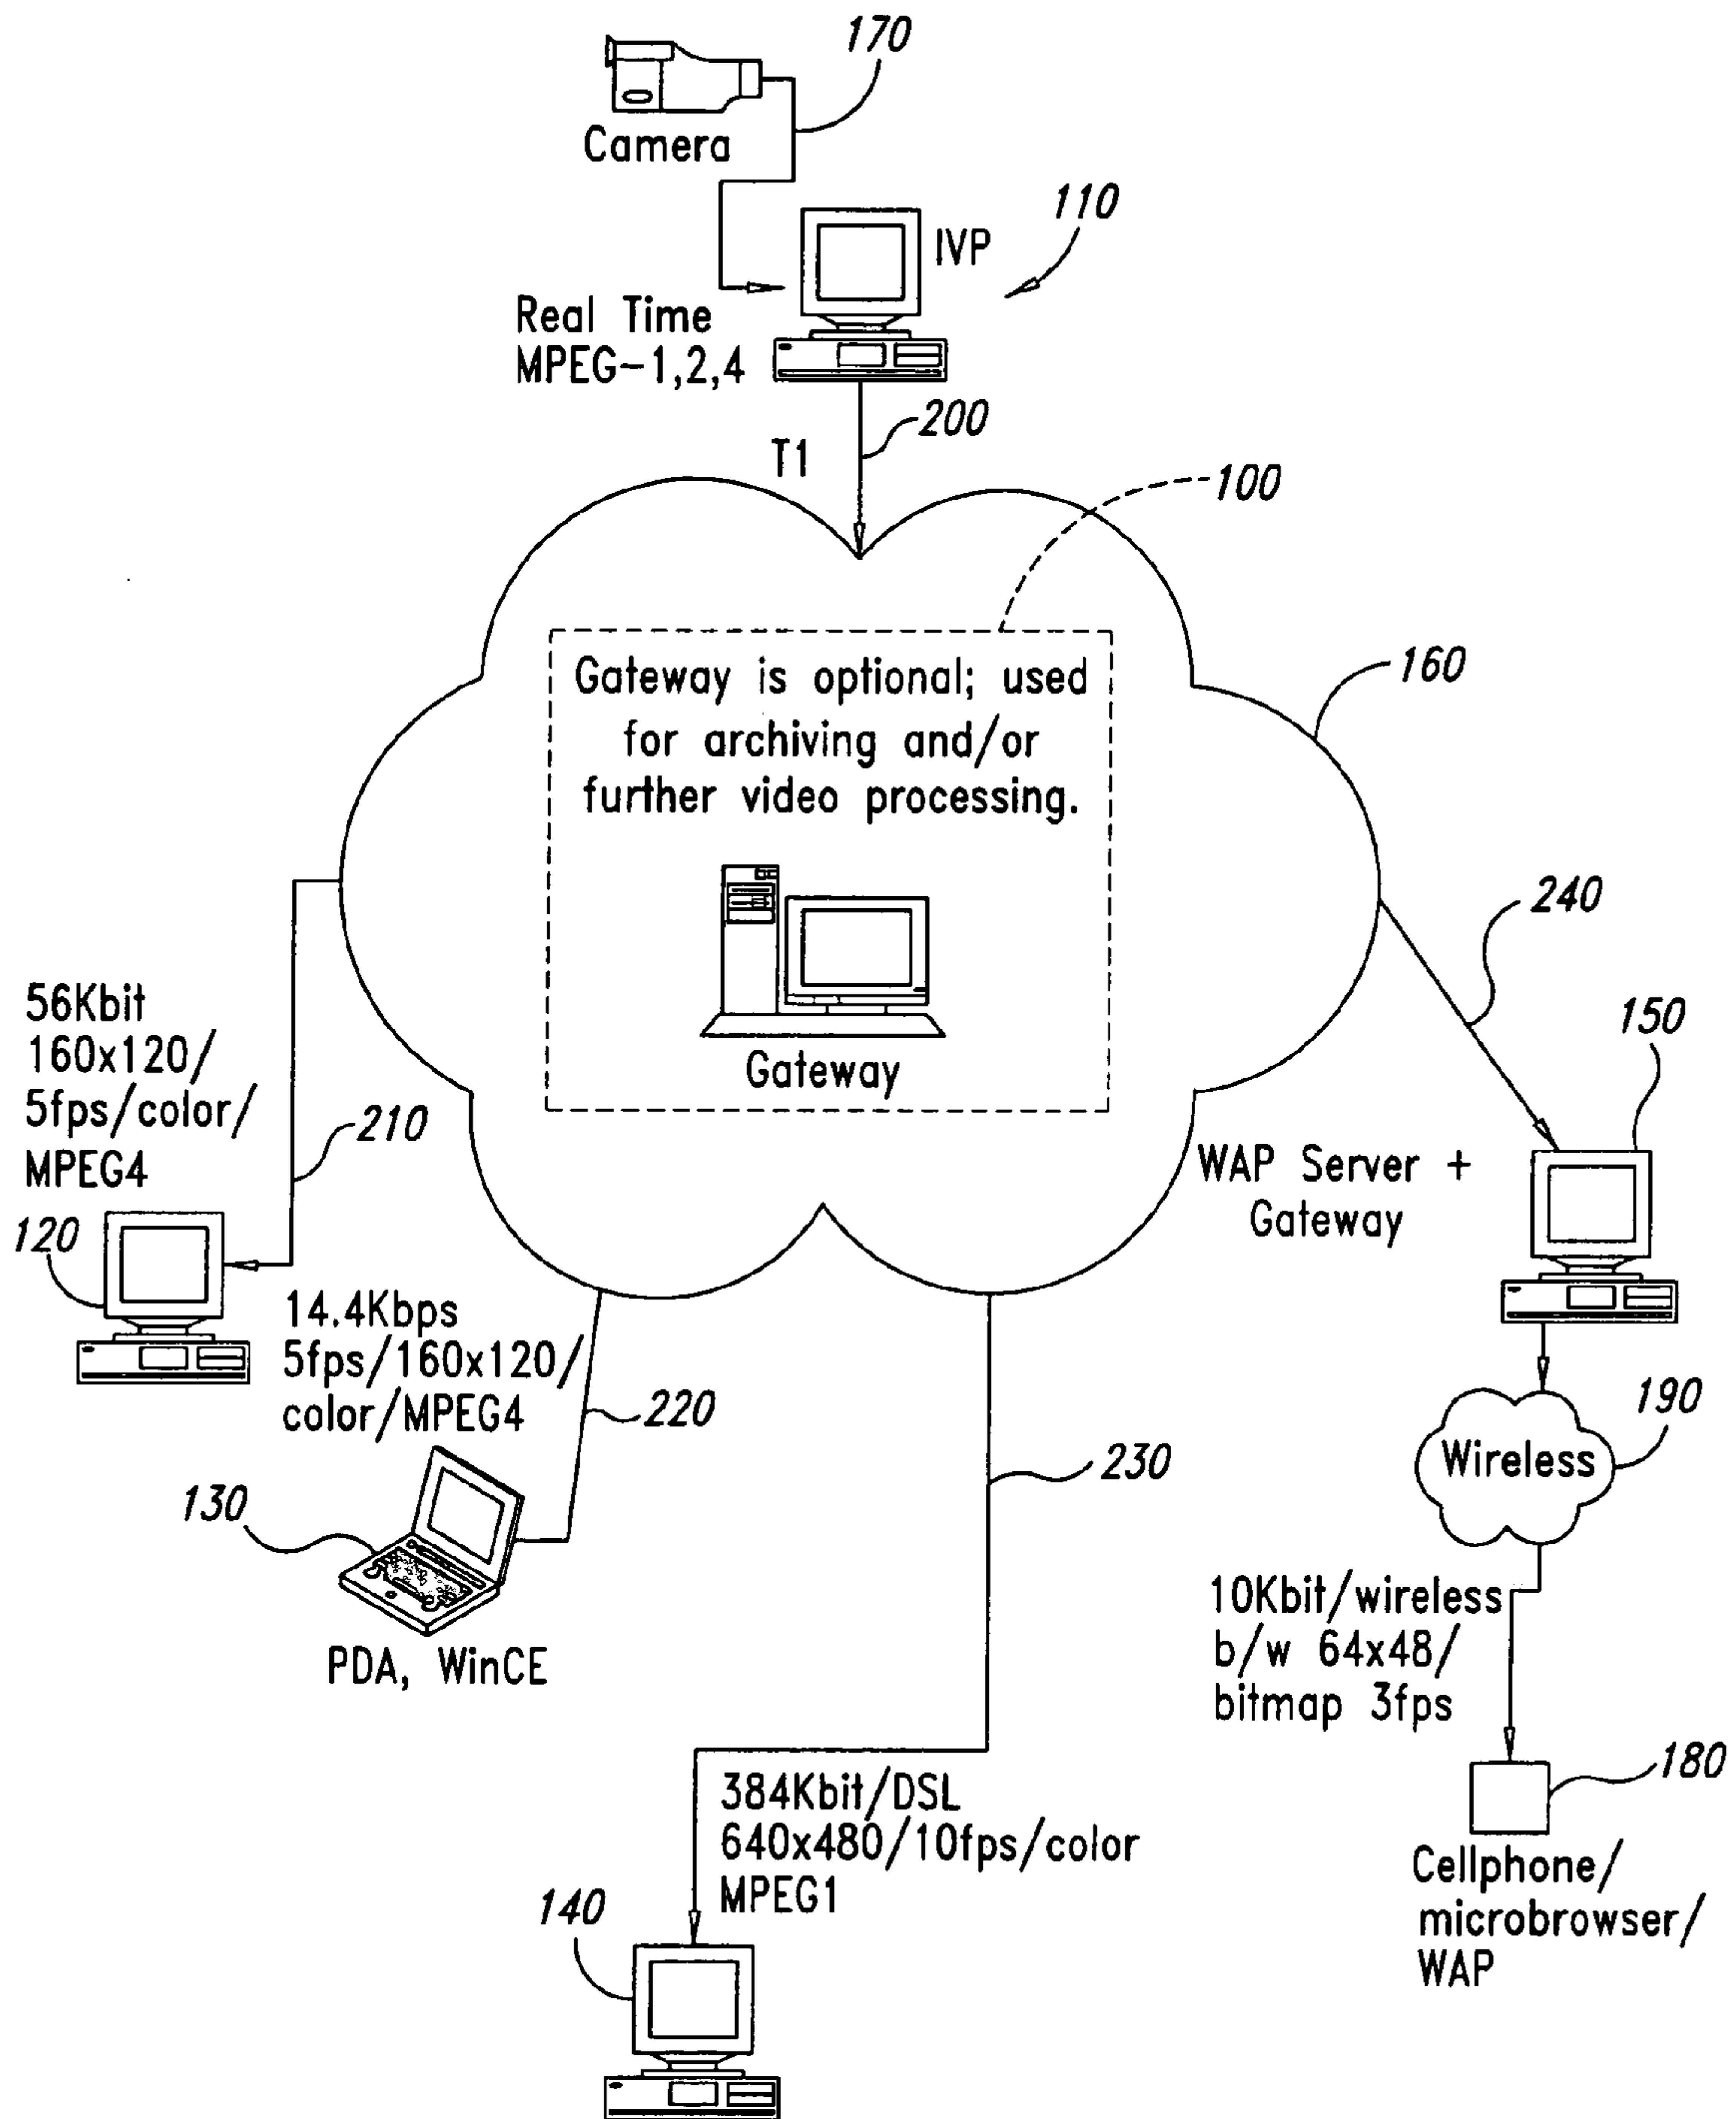 170
Camera
110
IVP
Real Time
MPEG-1,2,4
200
T1
100
160
Gateway is optional; used
for archiving and/or
further video processing.
Gateway
240
150
56Kbit
160x120/
5fps/color/
MPEG4
210
120
WAP Server +
Gateway
14.4Kbps
5fps/160x120/
color/MPEG4
220
130
PDA, WinCE
230
190
Wireless
10Kbit/wireless
b/w 64x48/
bitmap 3fps
180
Cellphone/
microbrowser/
WAP
384Kbit/DSL
640x480/10fps/color
MPEG1
140